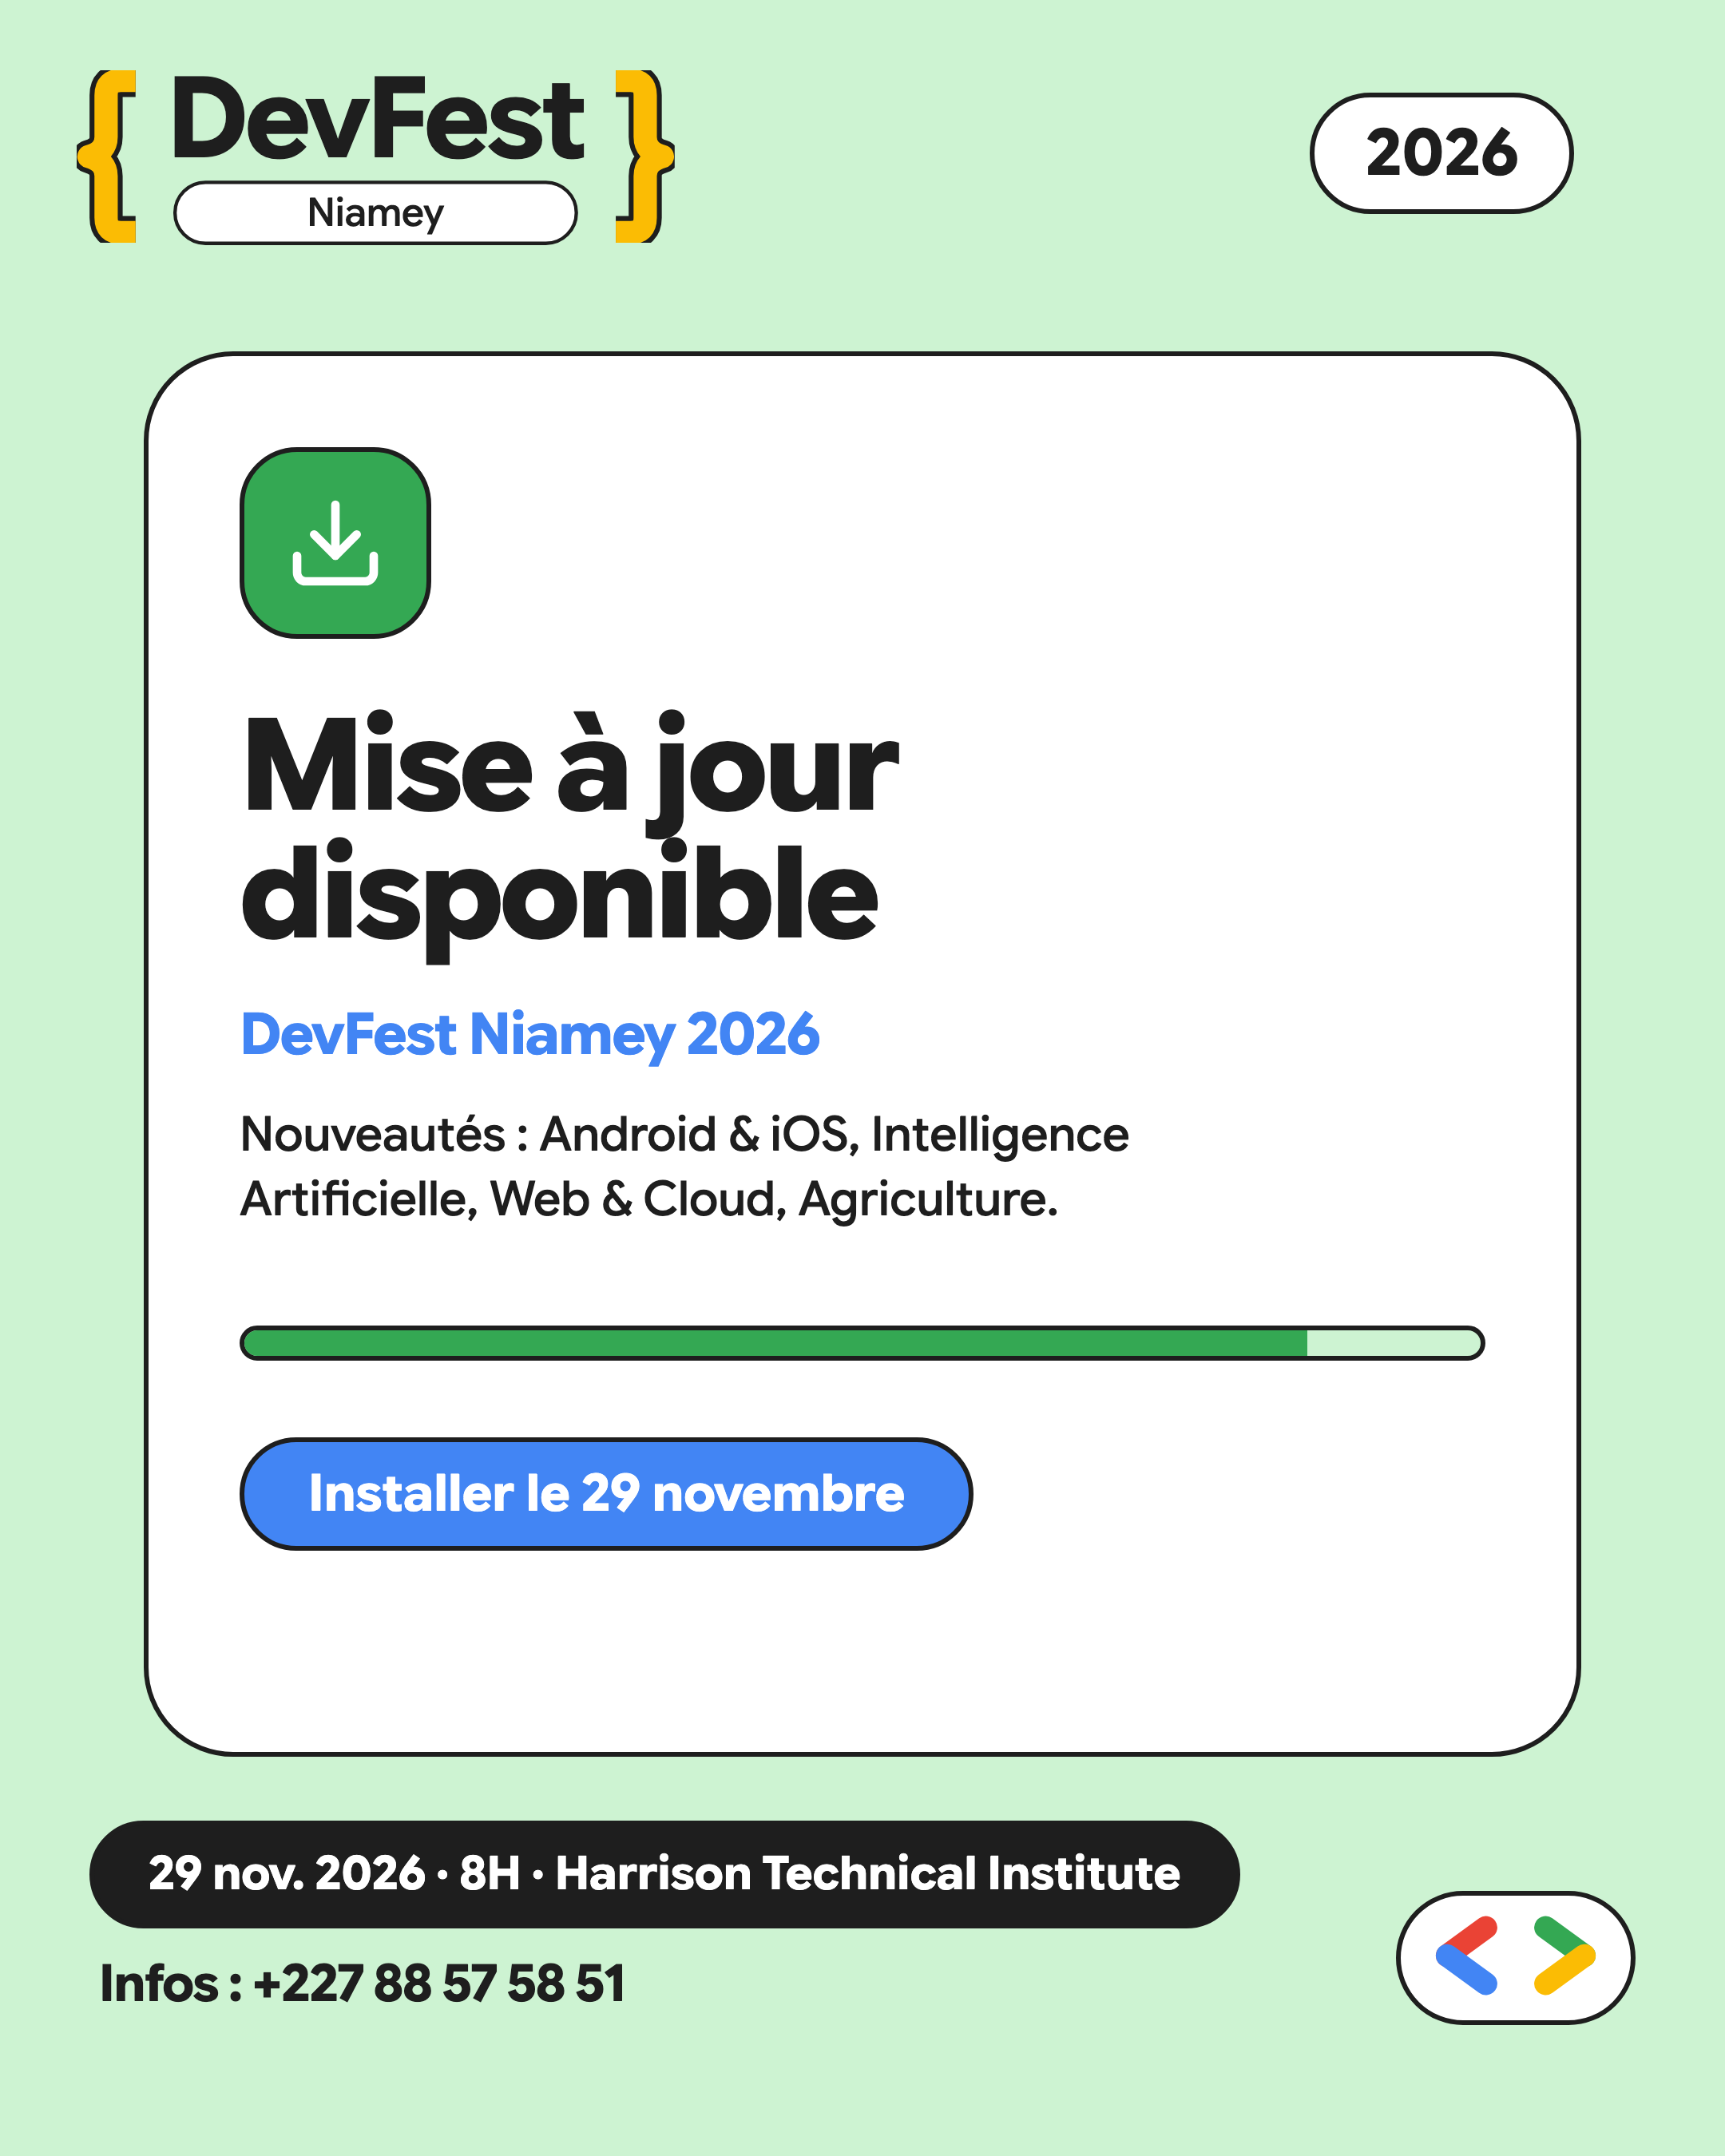 DevFest
Niamey
2026
Mise à jour
disponible
DevFest Niamey 2026
Nouveautés : Android & iOS, Intelligence
Artificielle, Web & Cloud, Agriculture.
Installer le 29 novembre
29 nov. 2026 · 8H · Harrison Technical Institute
Infos : +227 88 57 58 51